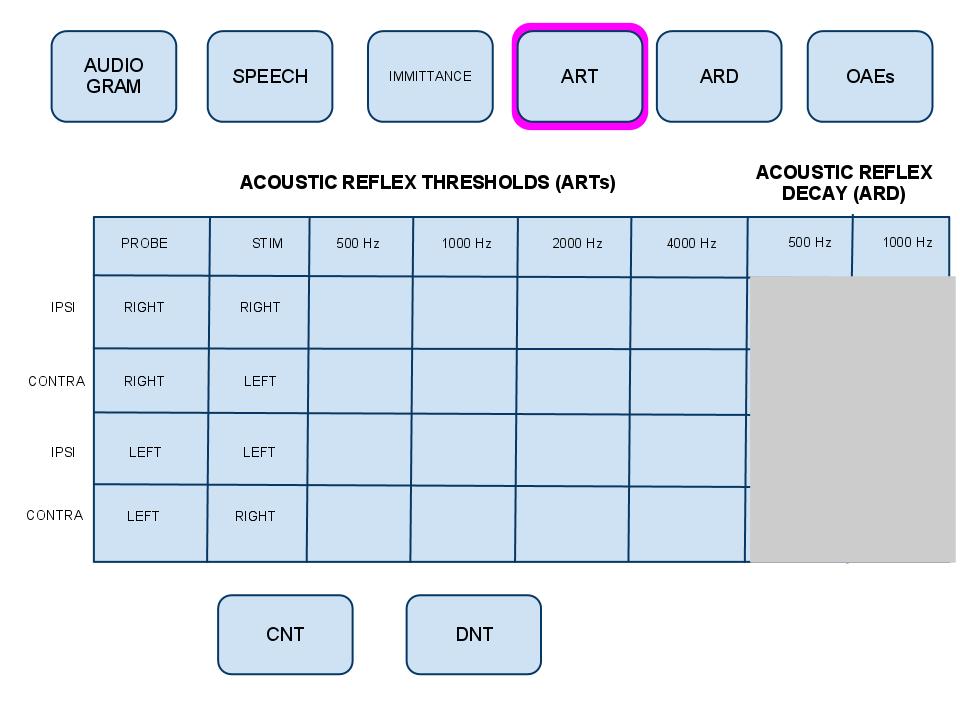 AUDIO
GRAM
SPEECH
IMMITTANCE
ART
ARD
OAEs
ACOUSTIC REFLEX THRESHOLDS (ARTs)
ACOUSTIC REFLEX
DECAY (ARD)
PROBE STIM 500 Hz 1000 Hz 2000 Hz 4000 Hz 500 Hz 1000 Hz
IPSI RIGHT RIGHT
CONTRA RIGHT LEFT
IPSI LEFT LEFT
CONTRA LEFT RIGHT
CNT DNT